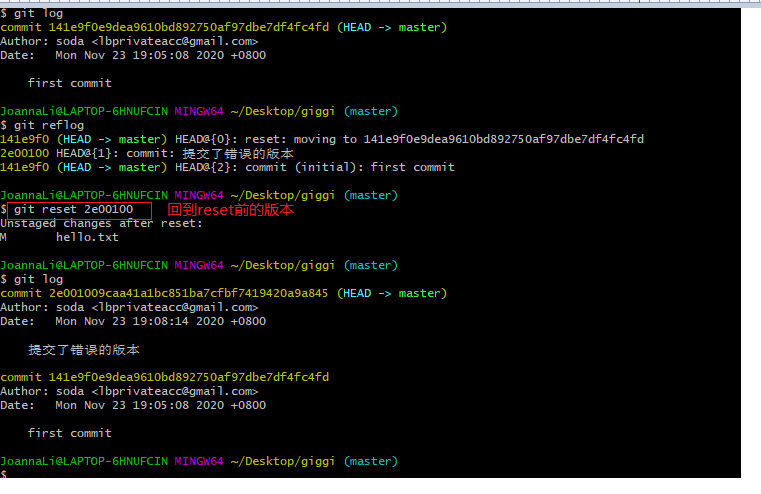 $ git log
commit 141e9f0e9dea9610bd892750af97dbe7df4fc4fd (HEAD -> master)
Author: soda <lbprivateacc@gmail.com>
Date:   Mon Nov 23 19:05:08 2020 +0800
    first commit
JoannaLi@LAPTOP-6HNUFCIN MINGW64 ~/Desktop/giggi (master)
$ git reflog
141e9f0 (HEAD -> master) HEAD@{0}: reset: moving to 141e9f0e9dea9610bd892750af97dbe7df4fc4fd
2e00100 HEAD@{1}: commit: 提交了错误的版本
141e9f0 (HEAD -> master) HEAD@{2}: commit (initial): first commit
JoannaLi@LAPTOP-6HNUFCIN MINGW64 ~/Desktop/giggi (master)
$ git reset 2e00100 回到reset前的版本
Unstaged changes after reset:
M       hello.txt
JoannaLi@LAPTOP-6HNUFCIN MINGW64 ~/Desktop/giggi (master)
$ git log
commit 2e001009caa41a1bc851ba7cfbf7419420a9a845 (HEAD -> master)
Author: soda <lbprivateacc@gmail.com>
Date:   Mon Nov 23 19:08:14 2020 +0800
    提交了错误的版本
commit 141e9f0e9dea9610bd892750af97dbe7df4fc4fd
Author: soda <lbprivateacc@gmail.com>
Date:   Mon Nov 23 19:05:08 2020 +0800
    first commit
JoannaLi@LAPTOP-6HNUFCIN MINGW64 ~/Desktop/giggi (master)
$